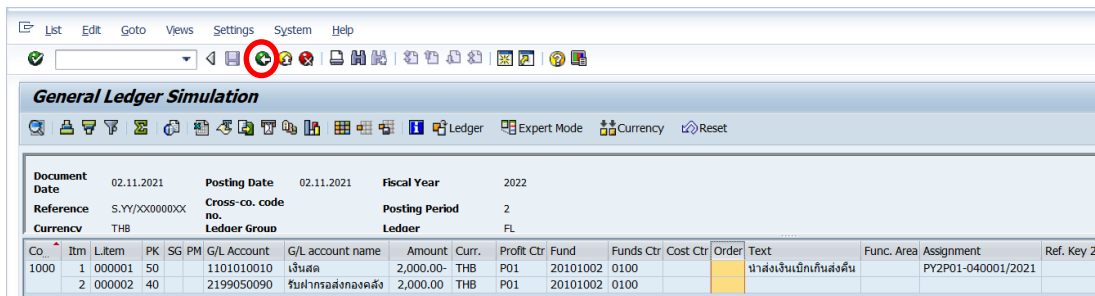 List Edit Goto Views Settings System Help
General Ledger Simulation
Ledger Expert Mode Currency Reset
Document Date 02.11.2021 Posting Date 02.11.2021 Fiscal Year 2022
Reference S.YY/XX0000XX Cross-co. code no. Posting Period 2
Currency THB Ledger Group Ledger FL
Co... Itm L.item PK SG PM G/L Account G/L account name Amount Curr. Profit Ctr Fund Funds Ctr Cost Ctr Order Text Func. Area Assignment Ref. Key 2
1000 1 000001 50 1101010010 เงินสด 2,000.00- THB P01 20101002 0100 นำส่งเงินเบิกเกินส่งคืน PY2P01-040001/2021
2 000002 40 2199050090 รับฝากรอส่งกองคลัง 2,000.00 THB P01 20101002 0100